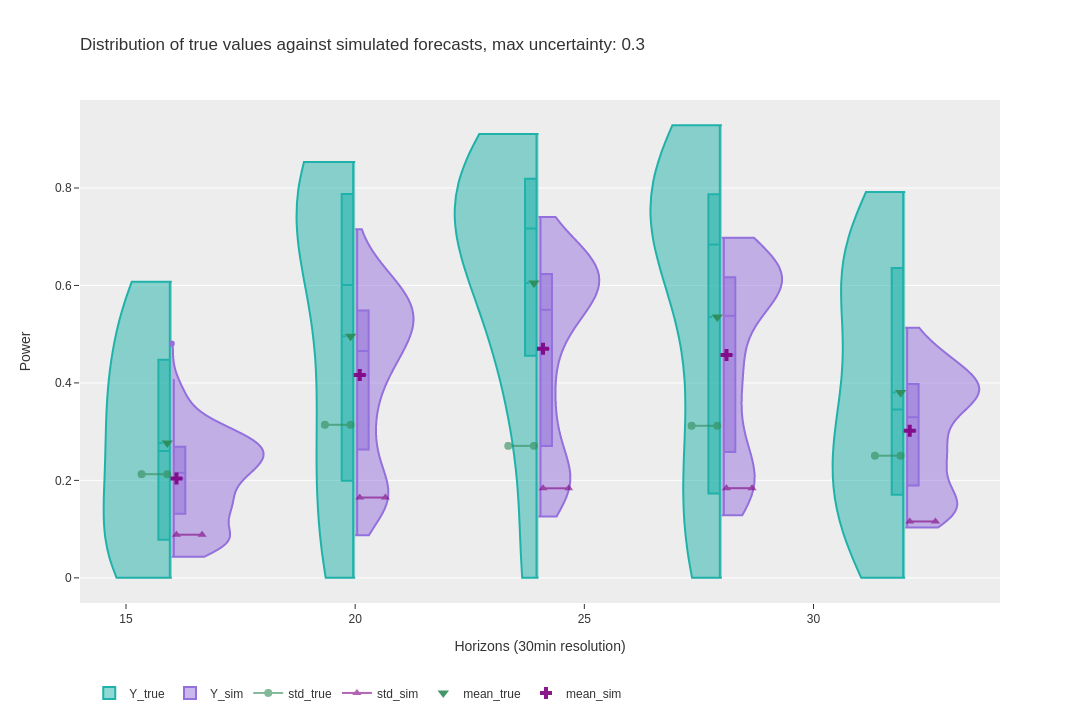 Distribution of true values against simulated forecasts, max uncertainty: 0.3
0.8
0.6
0.4
0.2
0
Power
15 20 25 30
Horizons (30min resolution)
Y_true Y_sim std_true std_sim mean_true mean_sim